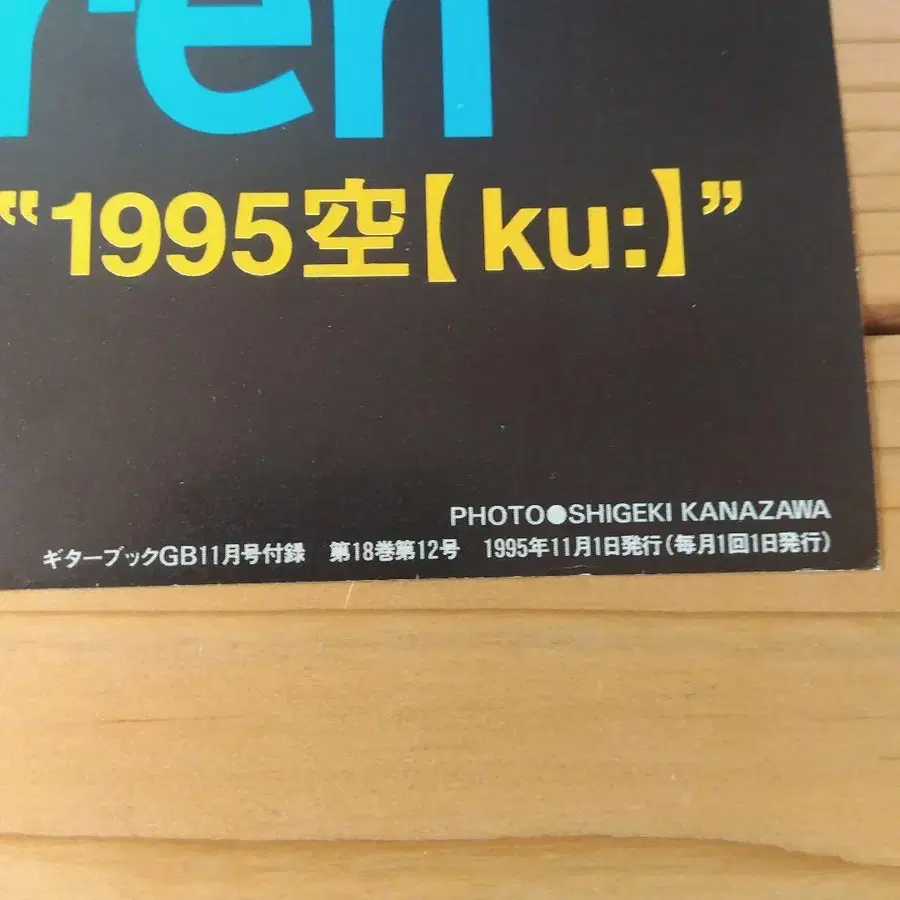 ren
“1995空【ku:】”
PHOTO●SHIGEKI KANAZAWA
ギターブックGB11月号付録　第18巻第12号　1995年11月1日発行（毎月1回1日発行）